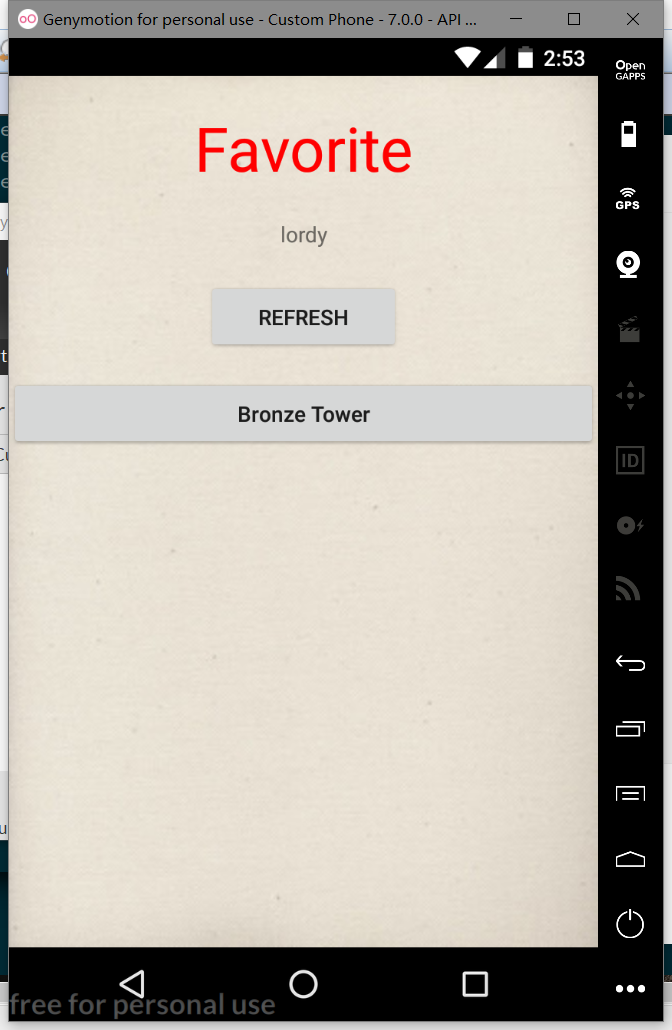 Genymotion for personal use - Custom Phone - 7.0.0 - API ...
2:53
Open
GAPPS
Favorite
GPS
lordy
REFRESH
Bronze Tower
ID
free for personal use